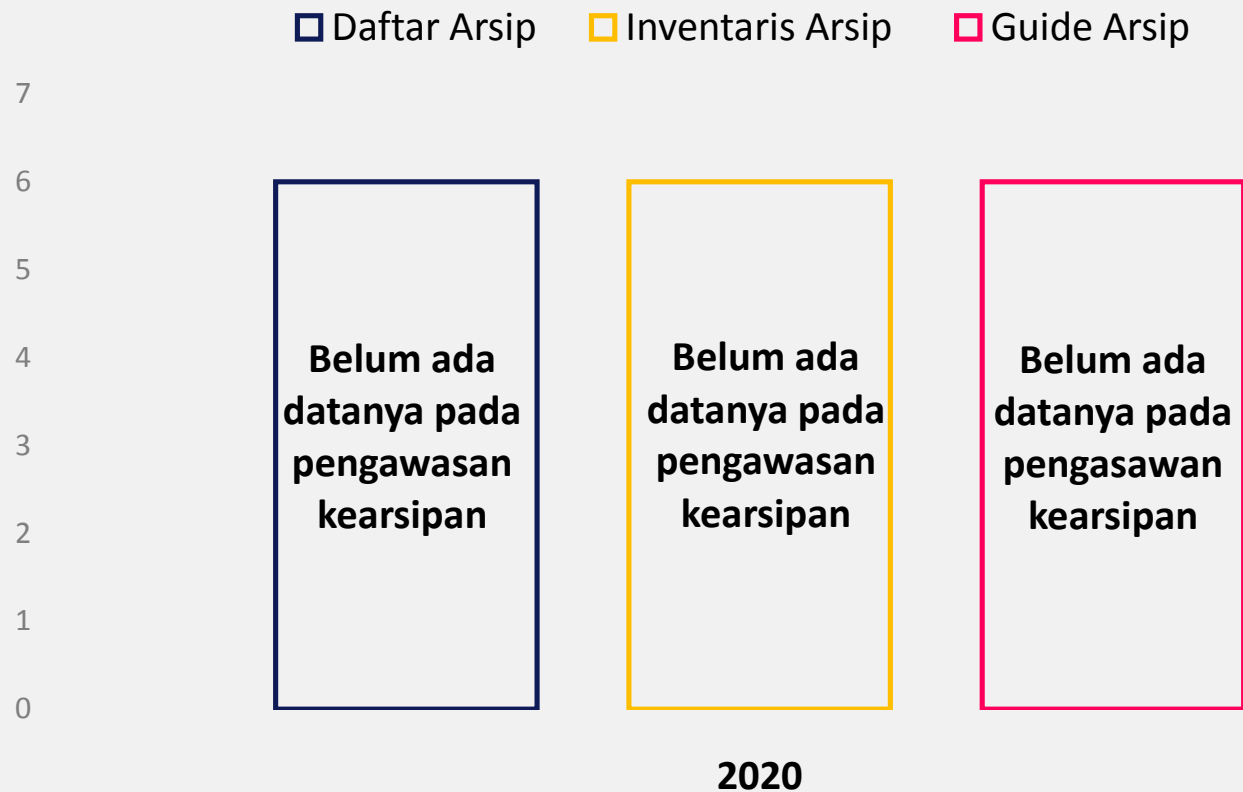 Daftar Arsip Inventaris Arsip Guide Arsip
7
6
5
4
3
2
1
0
Belum ada
datanya pada
pengawasan
kearsipan
Belum ada
datanya pada
pengawasan
kearsipan
Belum ada
datanya pada
pengasawan
kearsipan
2020